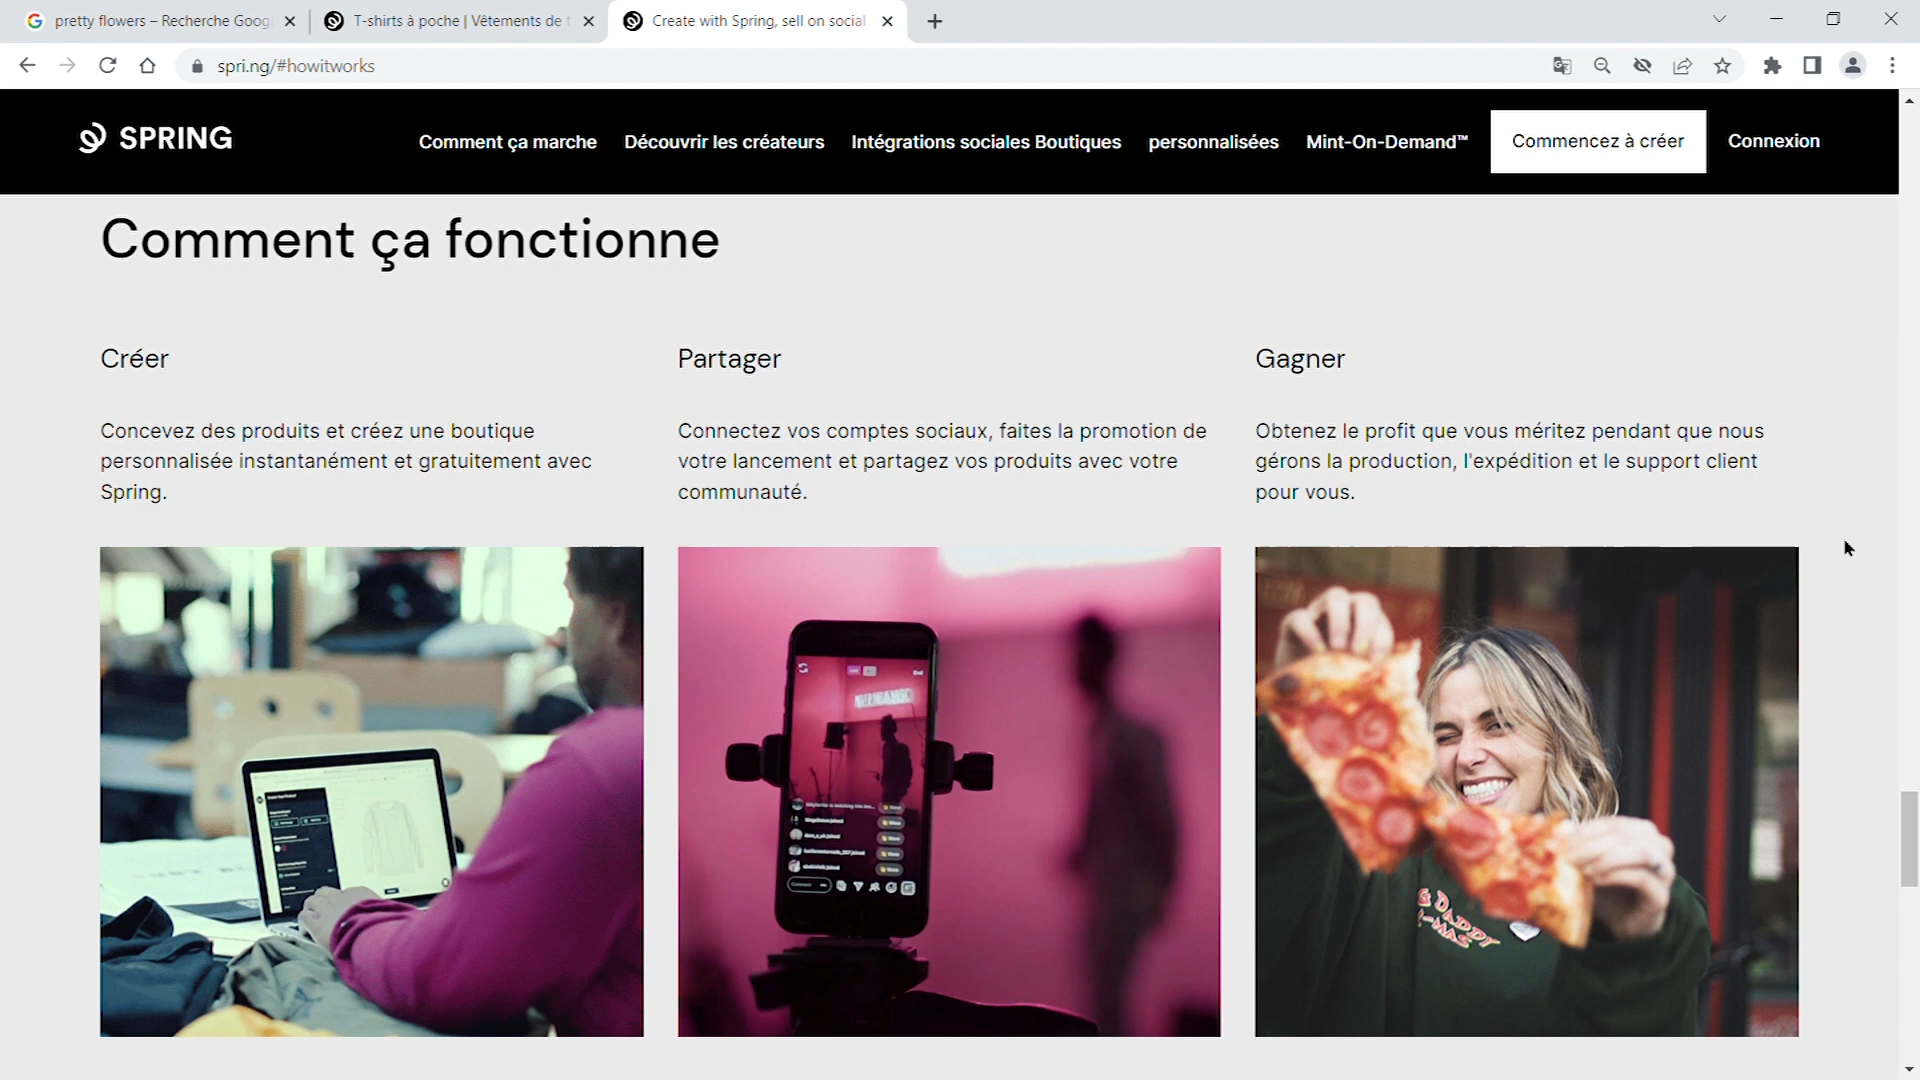 pretty flowers – Recherche Goog
T-shirts à poche | Vêtements de t
Create with Spring, sell on social
spri.ng/#howitworks
SPRING
Comment ça marche
Découvrir les créateurs
Intégrations sociales Boutiques
personnalisées
Mint-On-Demand™
Commencez à créer
Connexion
Comment ça fonctionne
Créer
Concevez des produits et créez une boutique
personnalisée instantanément et gratuitement avec
Spring.
Partager
Connectez vos comptes sociaux, faites la promotion de
votre lancement et partagez vos produits avec votre
communauté.
Gagner
Obtenez le profit que vous méritez pendant que nous
gérons la production, l'expédition et le support client
pour vous.
DADDY